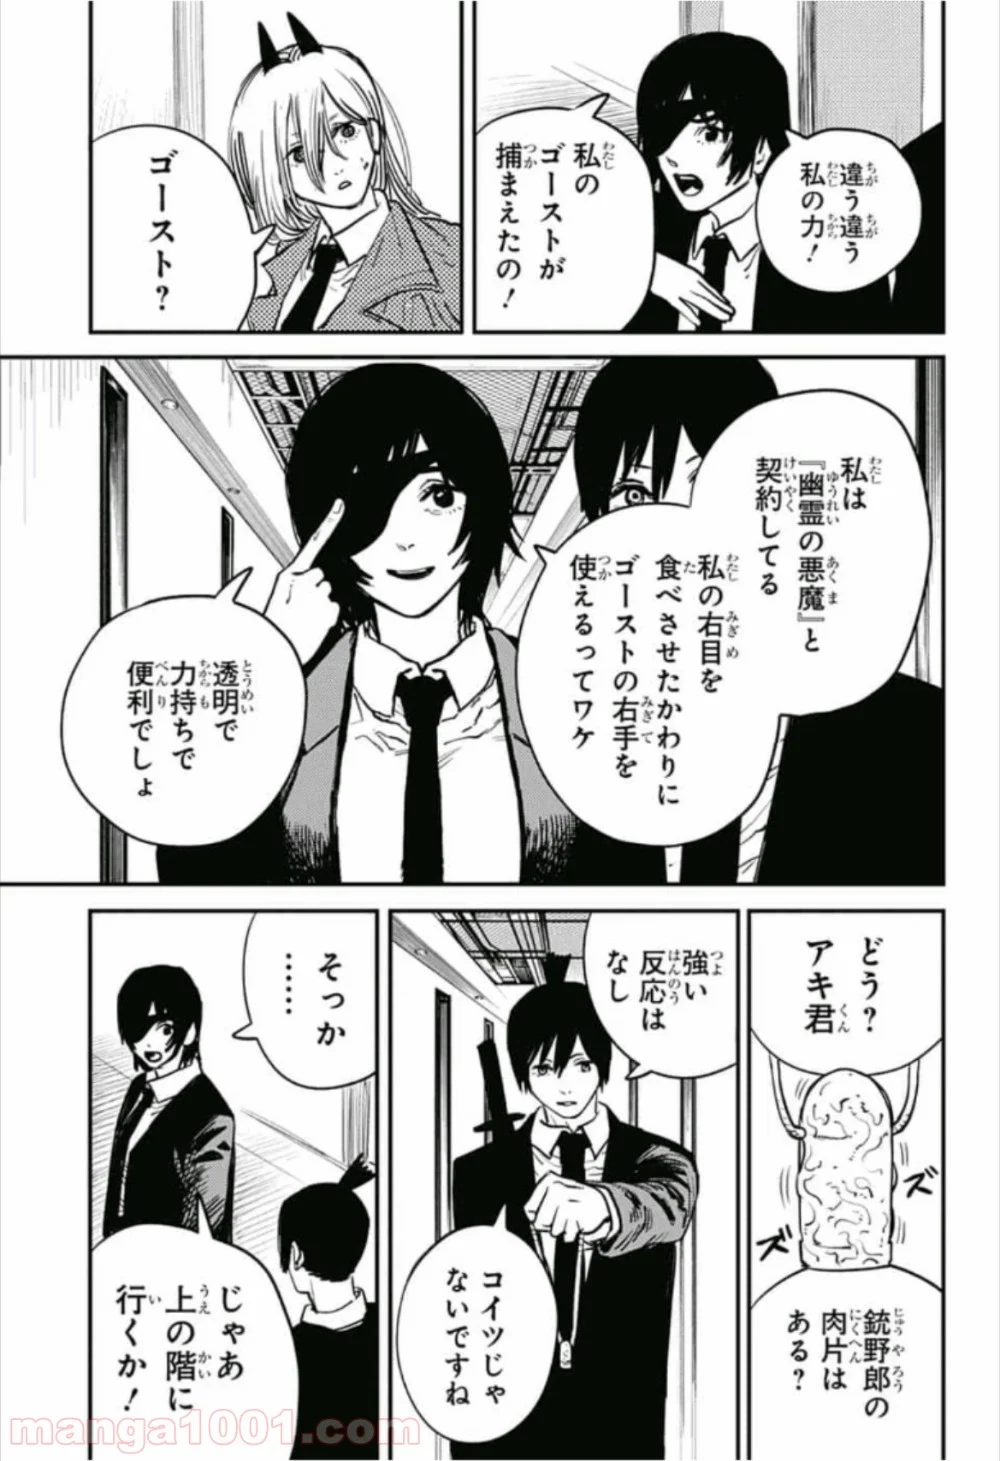 違う違う
私の力！
私の
ゴーストが
捕まえたの！
ゴースト？
私は
『幽霊の悪魔』と
契約してる
私の右目を
食べさせたかわりに
ゴーストの右手を
使えるってワケ
透明で
力持ちで
便利でしょ
どう？
アキ君
ズ
ズ
銃野郎の
肉片は
ある？
強い
反応は
なし
コイツじゃ
ないですね
そっか
……
じゃあ
上の階に
行くか！
manga1001.com